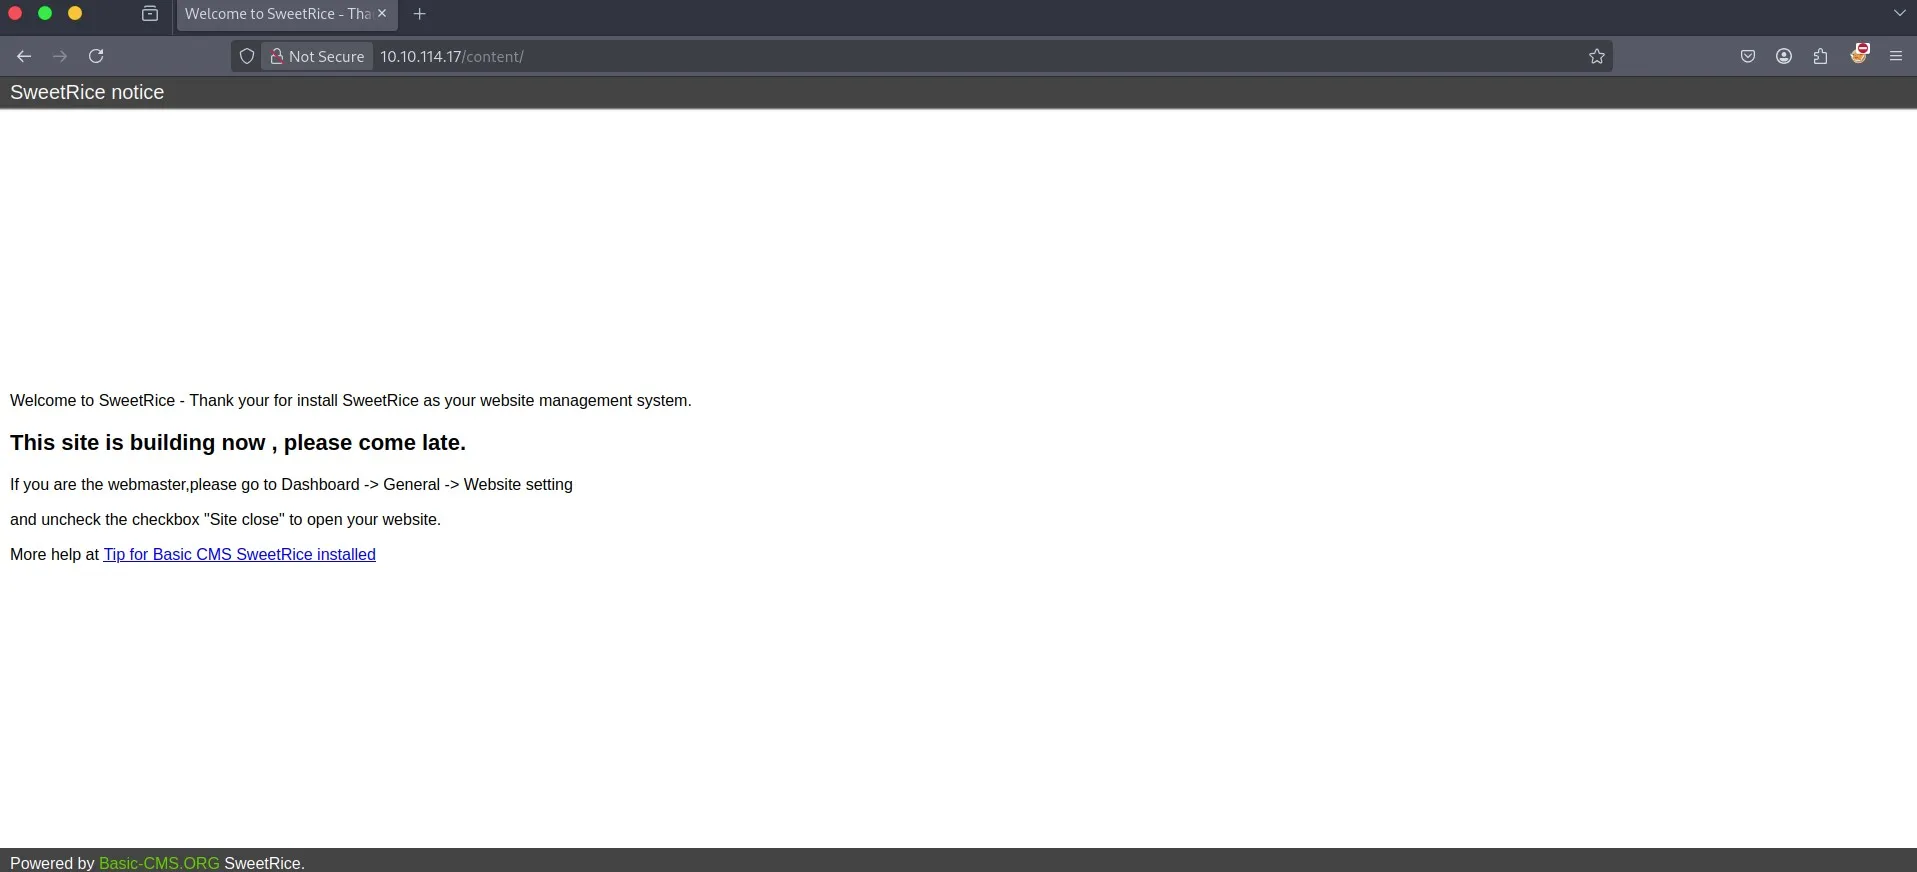 Welcome to SweetRice - Tha
Not Secure 10.10.114.17/content/
SweetRice notice
Welcome to SweetRice - Thank your for install SweetRice as your website management system.
This site is building now , please come late.
If you are the webmaster,please go to Dashboard -> General -> Website setting
and uncheck the checkbox "Site close" to open your website.
More help at Tip for Basic CMS SweetRice installed
Powered by Basic-CMS.ORG SweetRice.